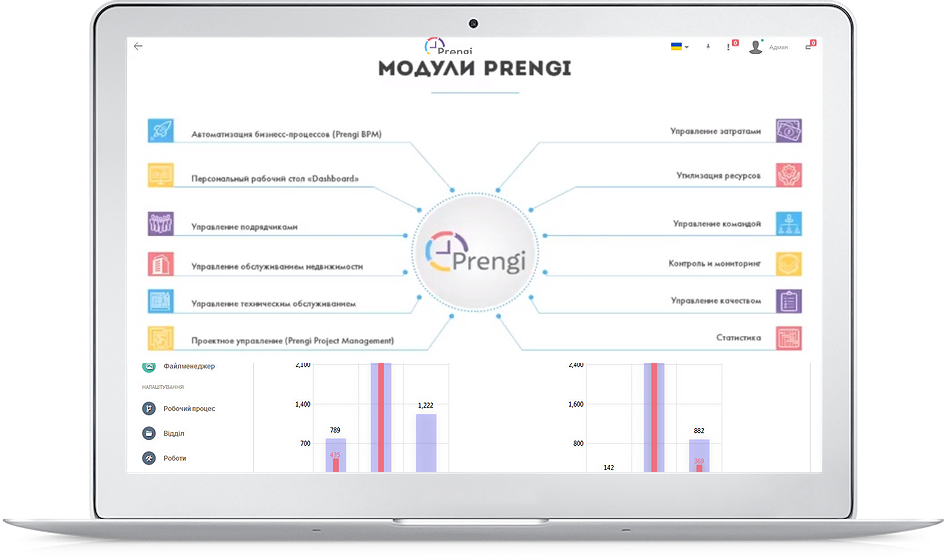 Prengi
0
Админ
0
МОДУЛИ PRENGI
Автоматизация бизнесс-процессов (Prengi BPM)
Персональный рабочий стол «Dashboard»
Управление подрядчиками
Управление обслуживанием недвижимости
Управление техническим обслуживанием
Проектное управление (Prengi Project Management)
Prengi
Управление затратами
Утилизация ресурсов
Управление командой
Контроль и мониторинг
Управление качеством
Статистика
Файлменеджер
НАЛАШТУВАННЯ
Робочий процес
Відділ
Роботи
2,100
1,400
700
789
435
1,222
2,400
1,600
800
142
882
369